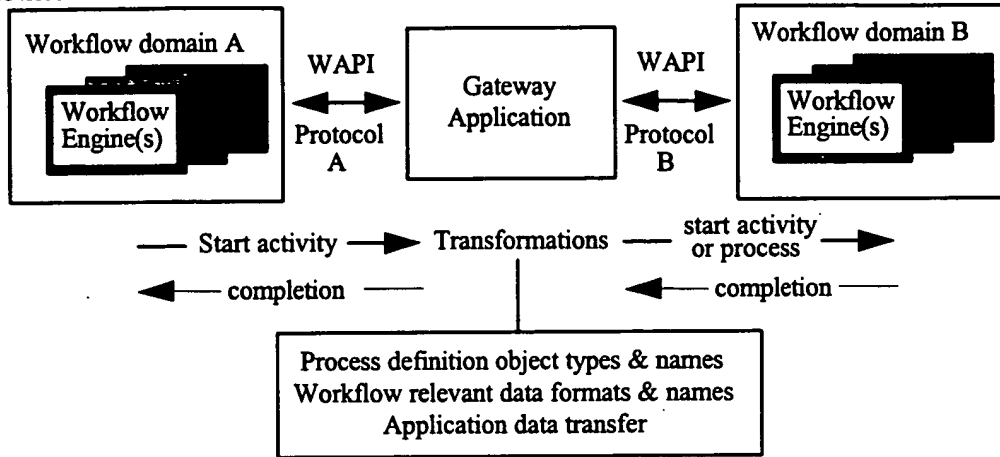 Workflow domain A
Workflow
Engine(s)
WAPI
Protocol
A
Gateway
Application
WAPI
Protocol
B
Workflow domain B
Workflow
Engine(s)
Start activity
Transformations
start activity
or process
completion
completion
Process definition object types & names
Workflow relevant data formats & names
Application data transfer